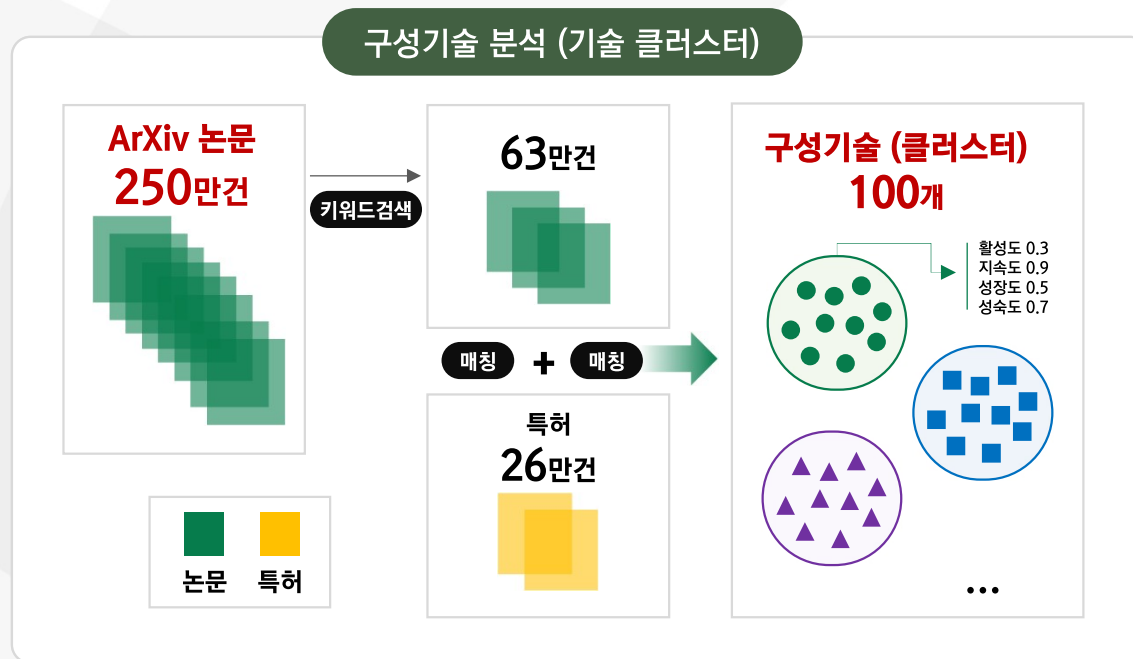 구성기술 분석 (기술 클러스터)
ArXiv 논문
250만건
키워드검색
63만건
매칭 + 매칭
특허
26만건
논문 특허
구성기술 (클러스터)
100개
활성도 0.3
지속도 0.9
성장도 0.5
성숙도 0.7
...